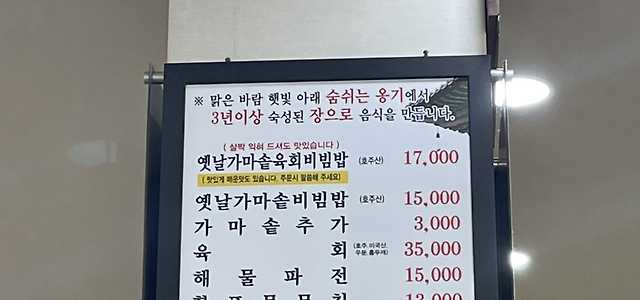 ※ 맑은 바람 햇빛 아래 숨쉬는 옹기에서
3년이상 숙성된 장으로 음식을 만듭니다.
( 살짝 익혀 드셔도 맛있습니다 )
옛날가마솥육회비빔밥 (호주산) 17,000
( 맛있게 매운맛도 있습니다. 주문시 말씀해 주세요)
옛날가마솥비빔밥 (호주산) 15,000
가마솥추가 3,000
육회 (호주,미국산, 우둔,홍두깨) 35,000
해물파전 15,000